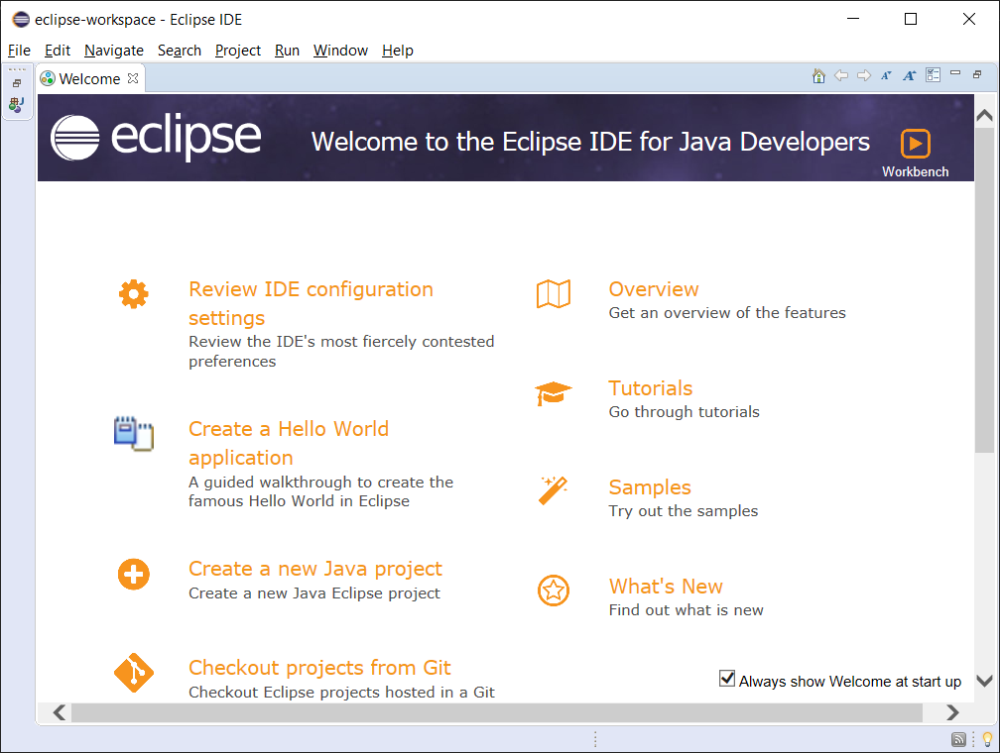 eclipse-workspace - Eclipse IDE
File Edit Navigate Search Project Run Window Help
Welcome
eclipse
Welcome to the Eclipse IDE for Java Developers
Workbench
Review IDE configuration
settings
Review the IDE's most fiercely contested
preferences
Create a Hello World
application
A guided walkthrough to create the
famous Hello World in Eclipse
Create a new Java project
Create a new Java Eclipse project
Checkout projects from Git
Checkout Eclipse projects hosted in a Git
Overview
Get an overview of the features
Tutorials
Go through tutorials
Samples
Try out the samples
What's New
Find out what is new
Always show Welcome at start up